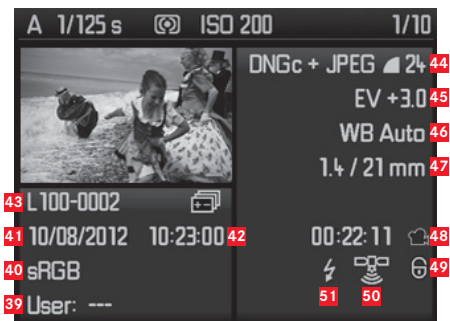 A 1/125 s ISO 200 1/10
DNGc + JPEG 24 44
EV +3.0 45
WB Auto 46
1.4 / 21 mm 47
43 L100-0002
41 10/08/2012 10:23:00 42
00:22:11 48
40 sRGB
49
51 50
39 User: ---